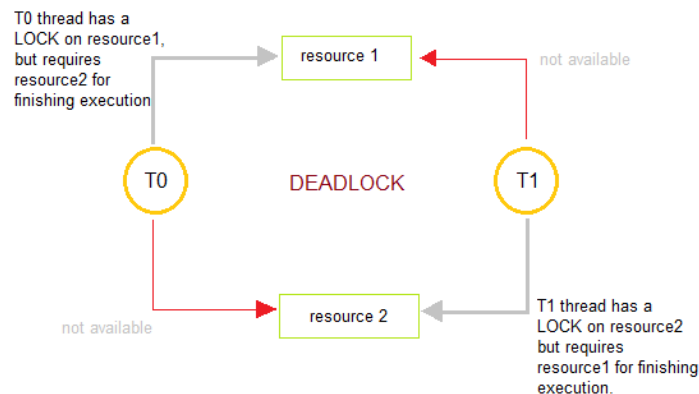 T0 thread has a
LOCK on resource1,
but requires
resource2 for
finishing execution
resource 1
not available
T0
DEADLOCK
T1
resource 2
not available
T1 thread has a
LOCK on resource2
but requires
resource1 for finishing
execution.